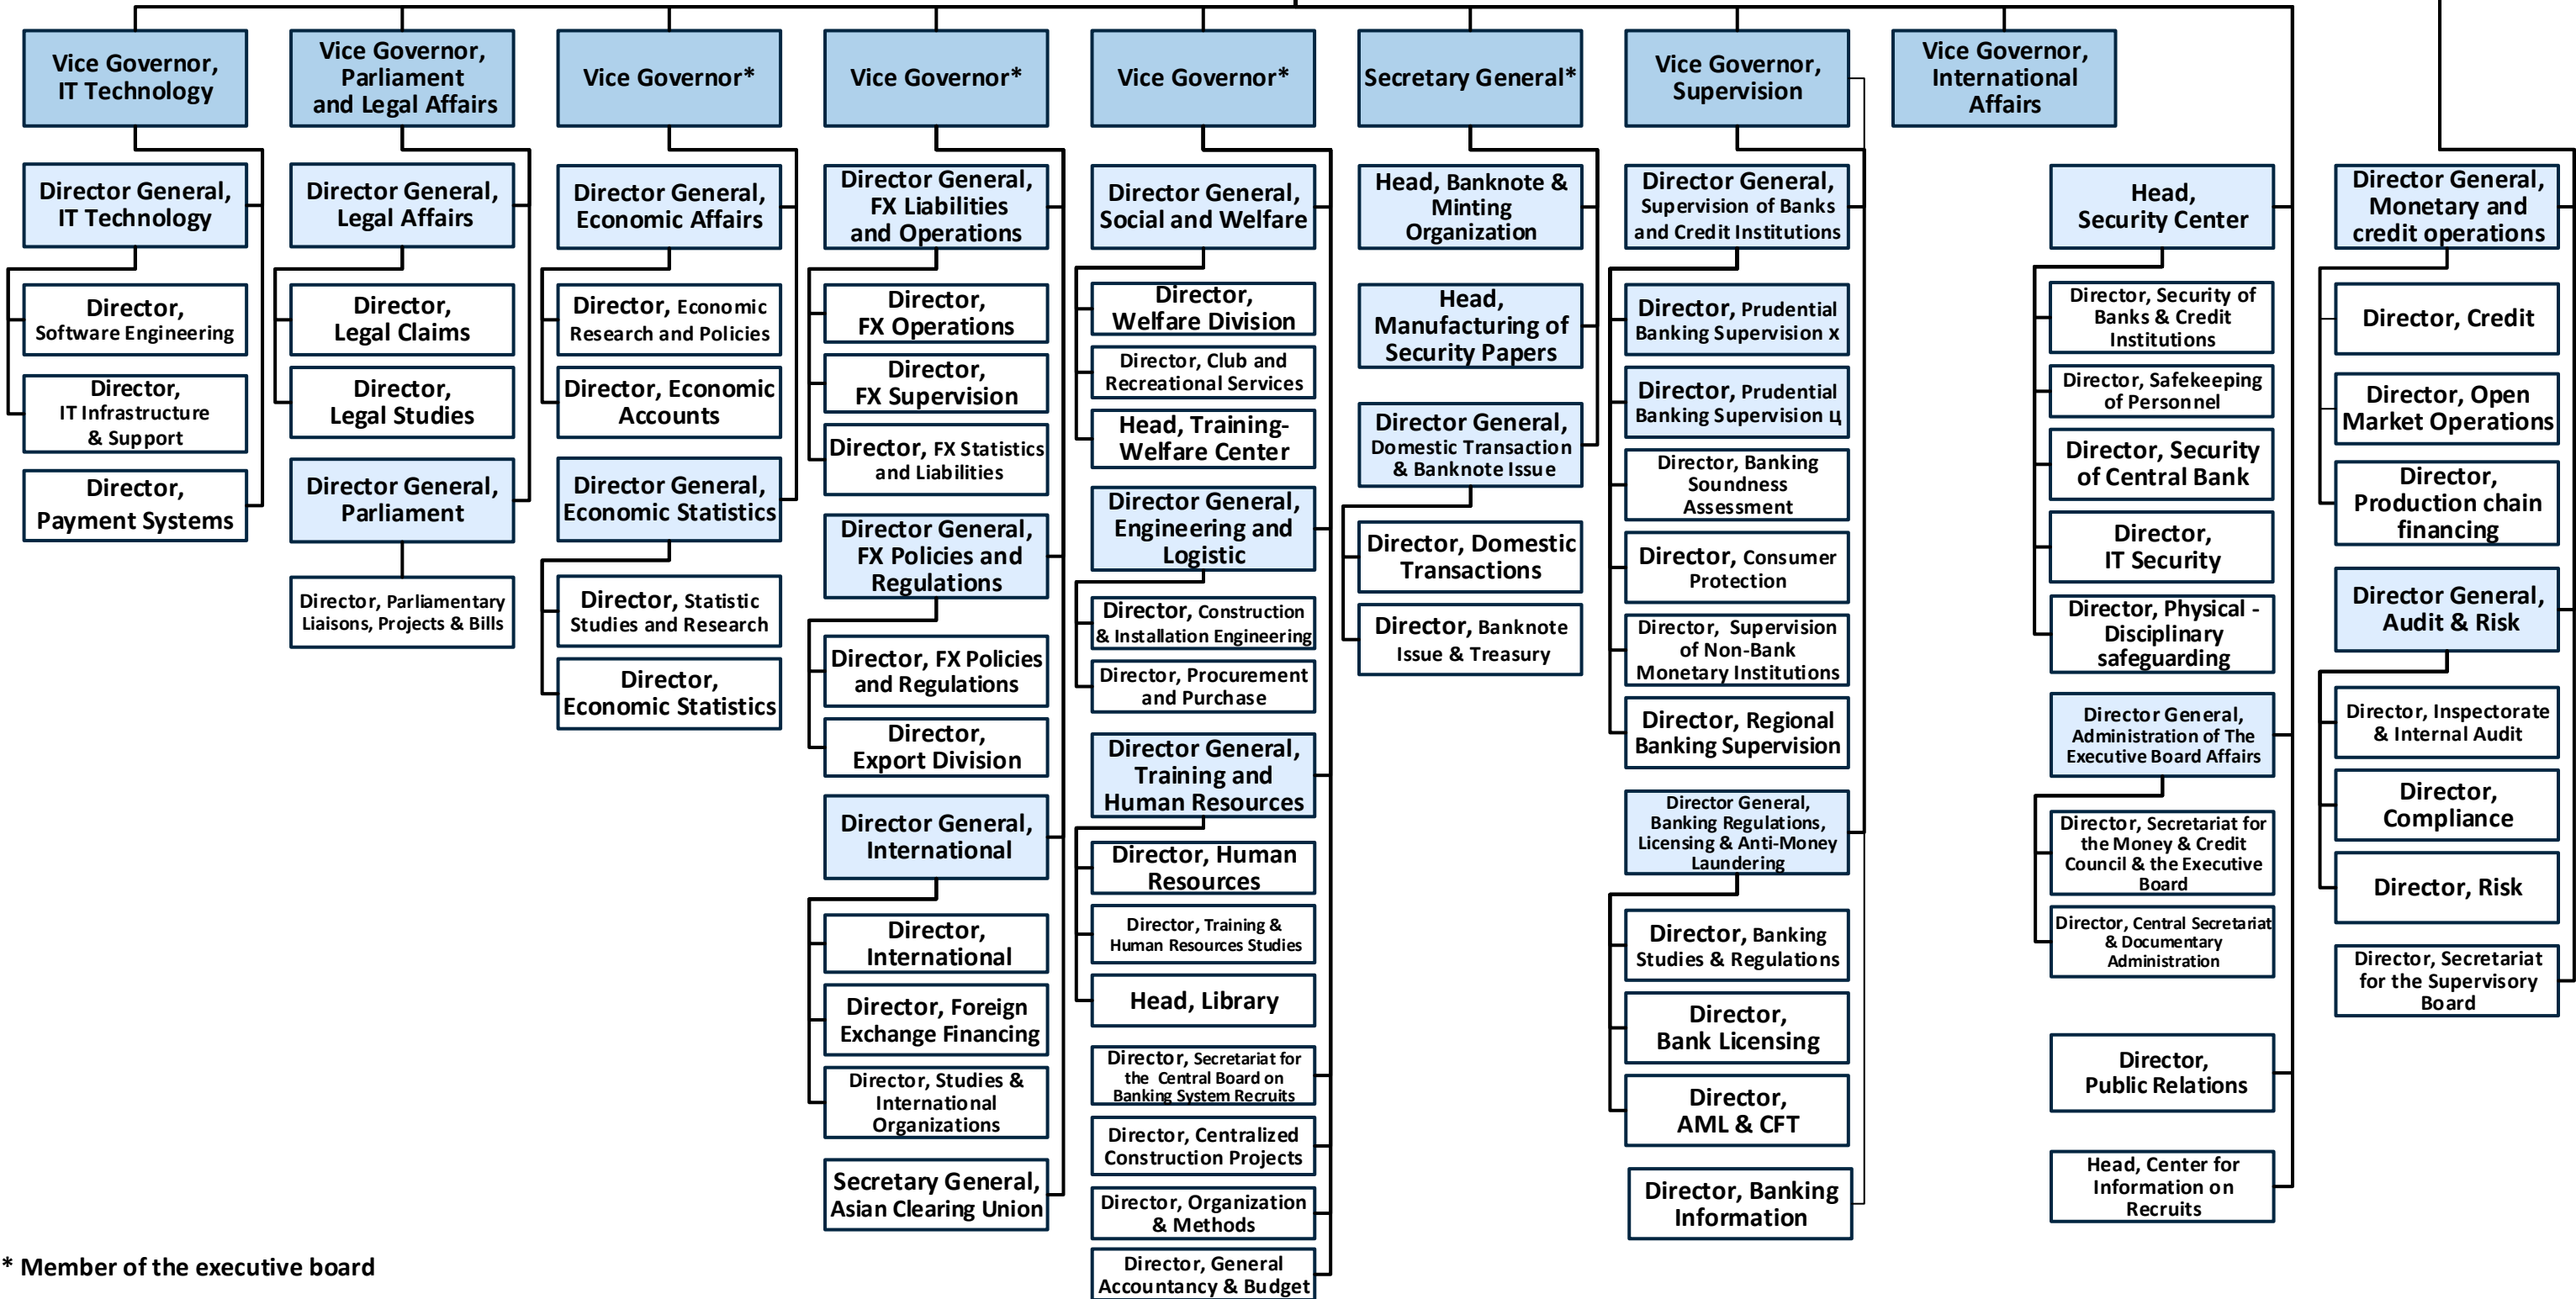 Vice Governor,
IT Technology
Vice Governor,
Parliament
and Legal Affairs
Vice Governor*
Vice Governor*
Vice Governor*
Secretary General*
Vice Governor,
Supervision
Vice Governor,
International
Affairs
Director General,
IT Technology
Director,
Software Engineering
Director,
IT Infrastructure
& Support
Director,
Payment Systems
Director General,
Legal Affairs
Director,
Legal Claims
Director,
Legal Studies
Director General,
Parliament
Director, Parliamentary
Liaisons, Projects & Bills
Director General,
Economic Affairs
Director, Economic
Research and Policies
Director, Economic
Accounts
Director General,
Economic Statistics
Director, Statistic
Studies and Research
Director,
Economic Statistics
Director General,
FX Liabilities
and Operations
Director,
FX Operations
Director,
FX Supervision
Director, FX Statistics
and Liabilities
Director General,
FX Policies and
Regulations
Director, FX Policies
and Regulations
Director,
Export Division
Director General,
International
Director,
International
Director, Foreign
Exchange Financing
Director, Studies &
International
Organizations
Secretary General,
Asian Clearing Union
Director General,
Social and Welfare
Director,
Welfare Division
Director, Club and
Recreational Services
Head, Training-
Welfare Center
Director General,
Engineering and
Logistic
Director, Construction
& Installation Engineering
Director, Procurement
and Purchase
Director General,
Training and
Human Resources
Director, Human
Resources
Director, Training &
Human Resources Studies
Head, Library
Director, Secretariat for
the Central Board on
Banking System Recruits
Director, Centralized
Construction Projects
Director, Organization
& Methods
Director, General
Accountancy & Budget
Head, Banknote &
Minting
Organization
Head,
Manufacturing of
Security Papers
Director General,
Domestic Transaction
& Banknote Issue
Director, Domestic
Transactions
Director, Banknote
Issue & Treasury
Director General,
Supervision of Banks
and Credit Institutions
Director, Prudential
Banking Supervision x
Director, Prudential
Banking Supervision ц
Director, Banking
Soundness
Assessment
Director, Consumer
Protection
Director, Supervision
of Non-Bank
Monetary Institutions
Director, Regional
Banking Supervision
Director General,
Banking Regulations,
Licensing & Anti-Money
Laundering
Director, Banking
Studies & Regulations
Director,
Bank Licensing
Director,
AML & CFT
Director, Banking
Information
Head,
Security Center
Director, Security of
Banks & Credit
Institutions
Director, Safekeeping
of Personnel
Director, Security
of Central Bank
Director,
IT Security
Director, Physical -
Disciplinary
safeguarding
Director General,
Administration of The
Executive Board Affairs
Director, Secretariat for
the Money & Credit
Council & the Executive
Board
Director, Central Secretariat
& Documentary
Administration
Director,
Public Relations
Head, Center for
Information on
Recruits
Director General,
Monetary and
credit operations
Director, Credit
Director, Open
Market Operations
Director,
Production chain
financing
Director General,
Audit & Risk
Director, Inspectorate
& Internal Audit
Director,
Compliance
Director, Risk
Director, Secretariat
for the Supervisory
Board
* Member of the executive board